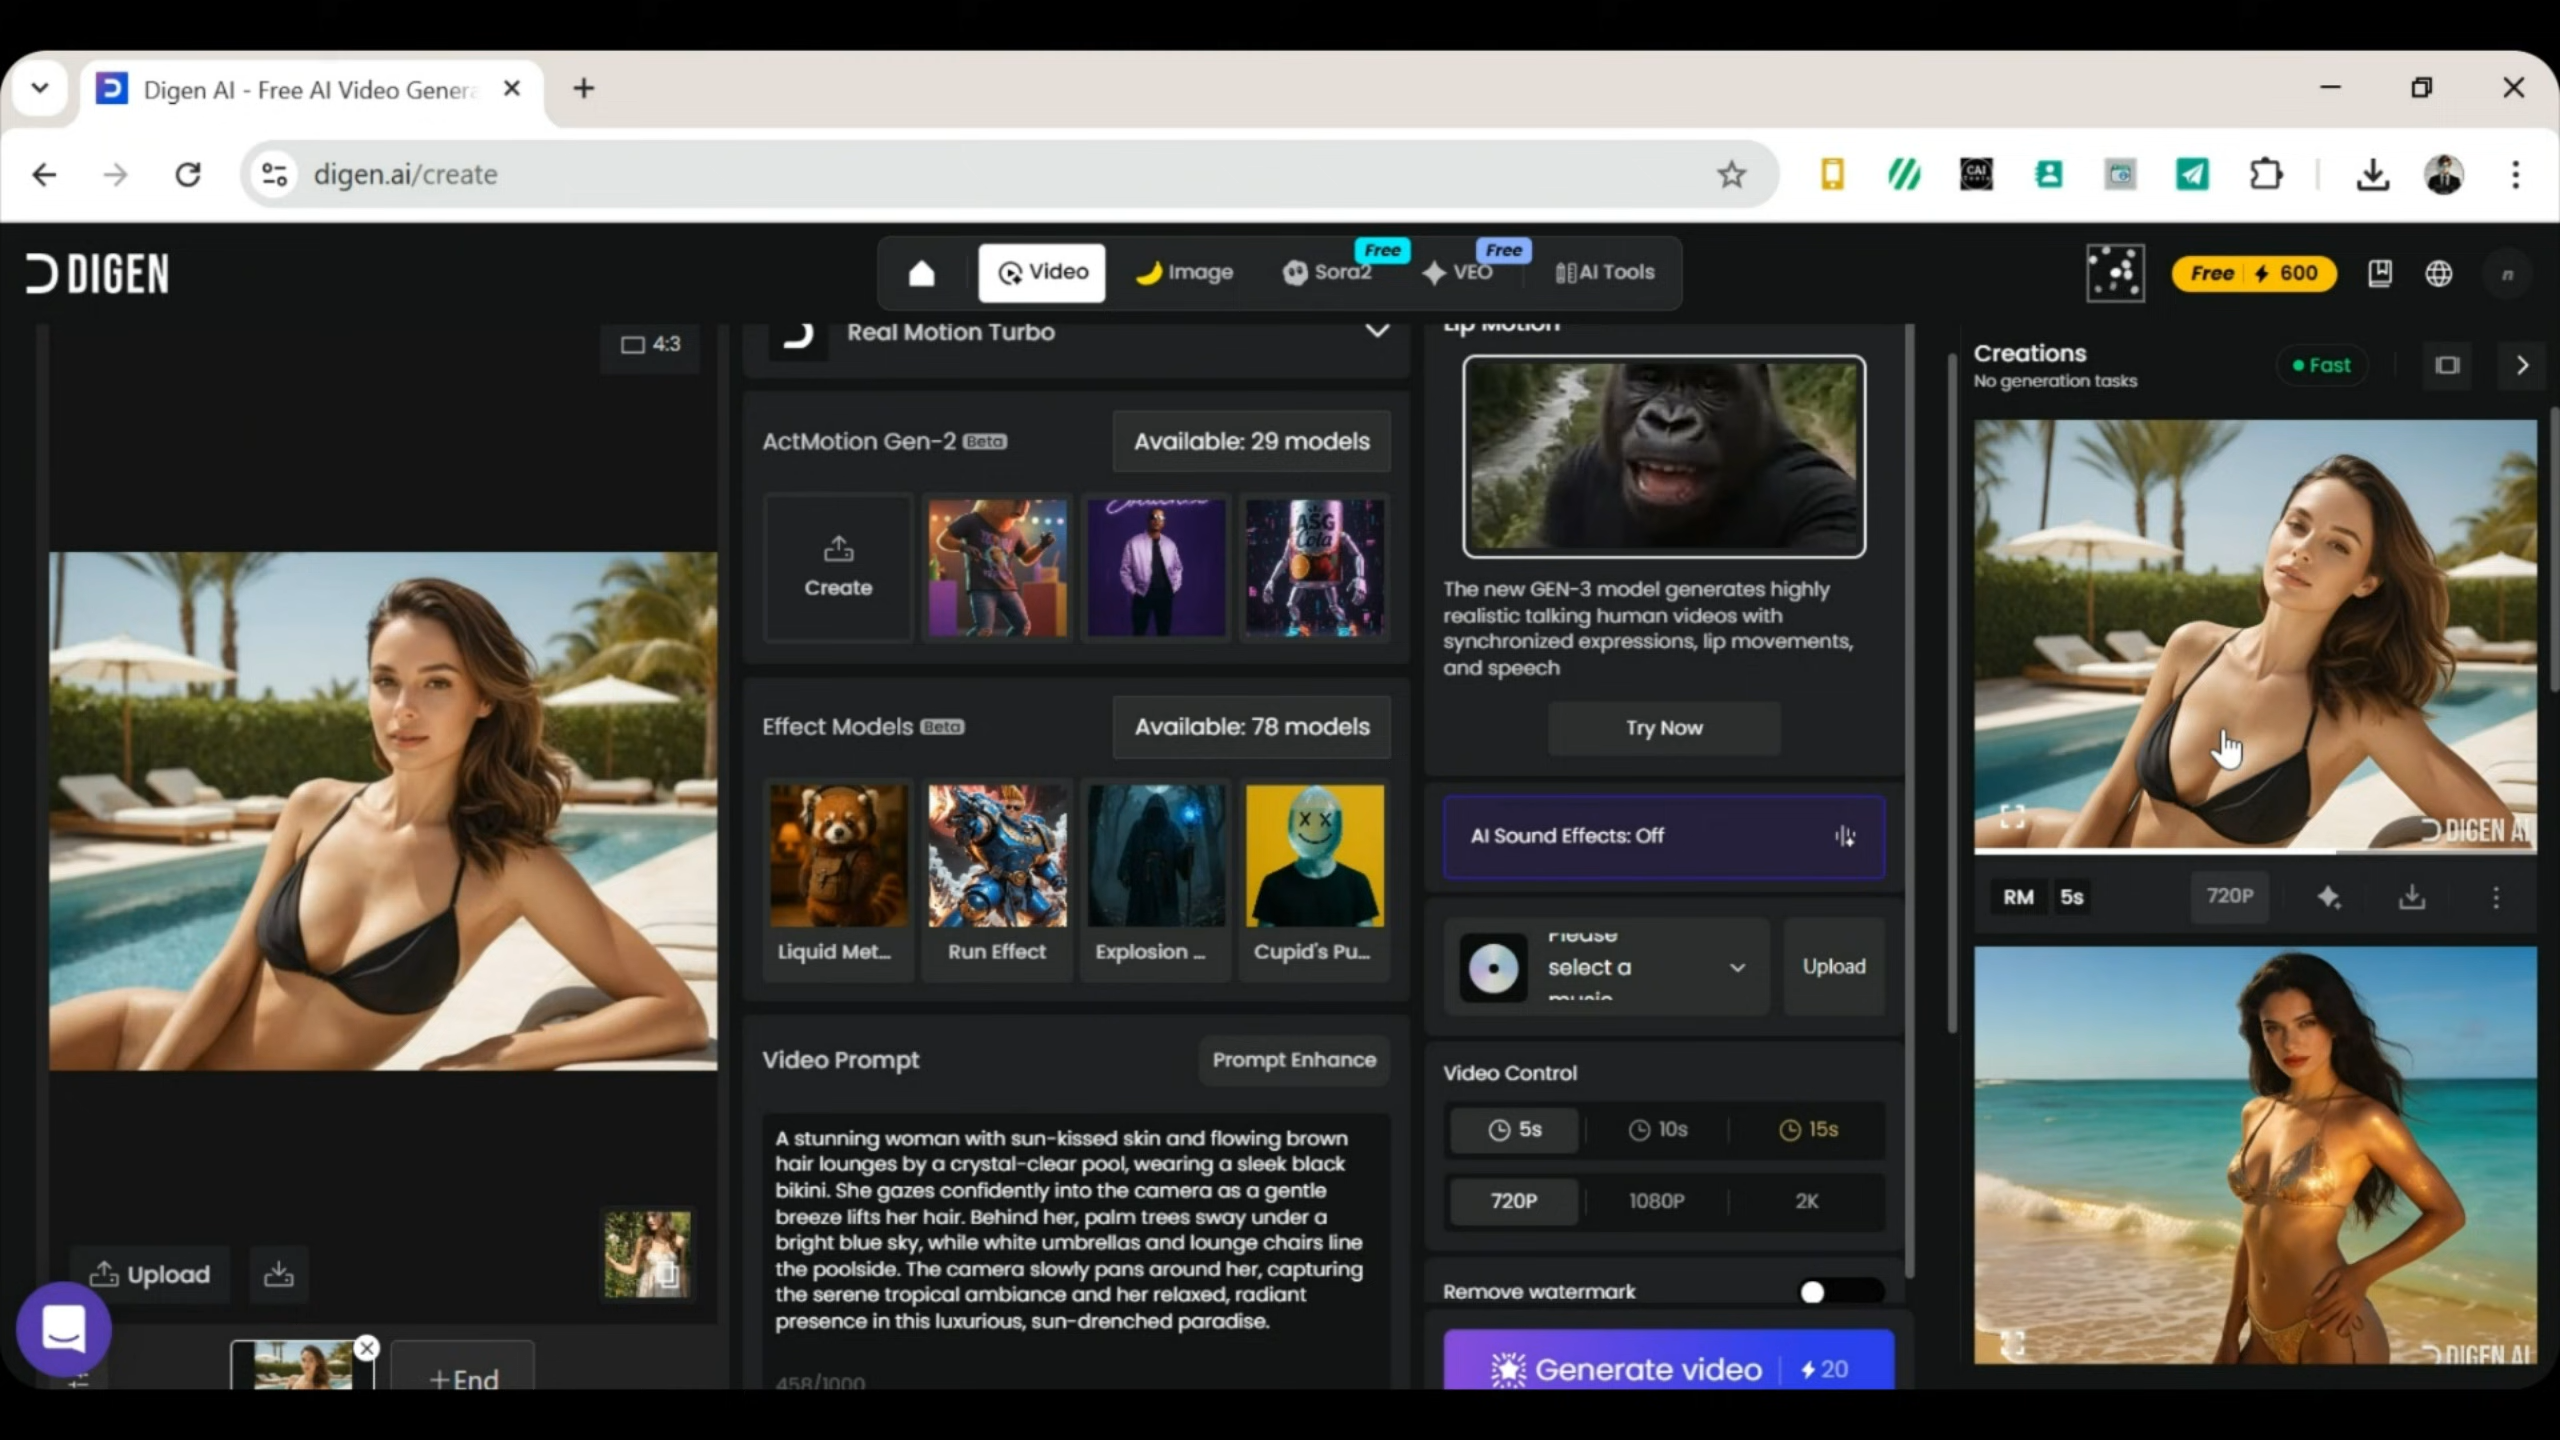 Digen AI - Free AI Video Genera
digen.ai/create
DIGEN
Video
Image
Sora2
Free
VEO
Free
AI Tools
Free
600
n
4:3
Upload
+End
Real Motion Turbo
ActMotion Gen-2 Beta
Available: 29 models
Create
ASG
Cola
Effect Models Beta
Available: 78 models
Liquid Met...
Run Effect
Explosion ...
Cupid's Pu...
Video Prompt
Prompt Enhance
A stunning woman with sun-kissed skin and flowing brown
hair lounges by a crystal-clear pool, wearing a sleek black
bikini. She gazes confidently into the camera as a gentle
breeze lifts her hair. Behind her, palm trees sway under a
bright blue sky, while white umbrellas and lounge chairs line
the poolside. The camera slowly pans around her, capturing
the serene tropical ambiance and her relaxed, radiant
presence in this luxurious, sun-drenched paradise.
458/1000
Lip Motion
The new GEN-3 model generates highly
realistic talking human videos with
synchronized expressions, lip movements,
and speech
Try Now
AI Sound Effects: Off
Please
select a
music
Upload
Video Control
5s
10s
15s
720P
1080P
2K
Remove watermark
Generate video
20
Creations
No generation tasks
Fast
DIGEN AI
RM
5s
720P
DIGEN AI